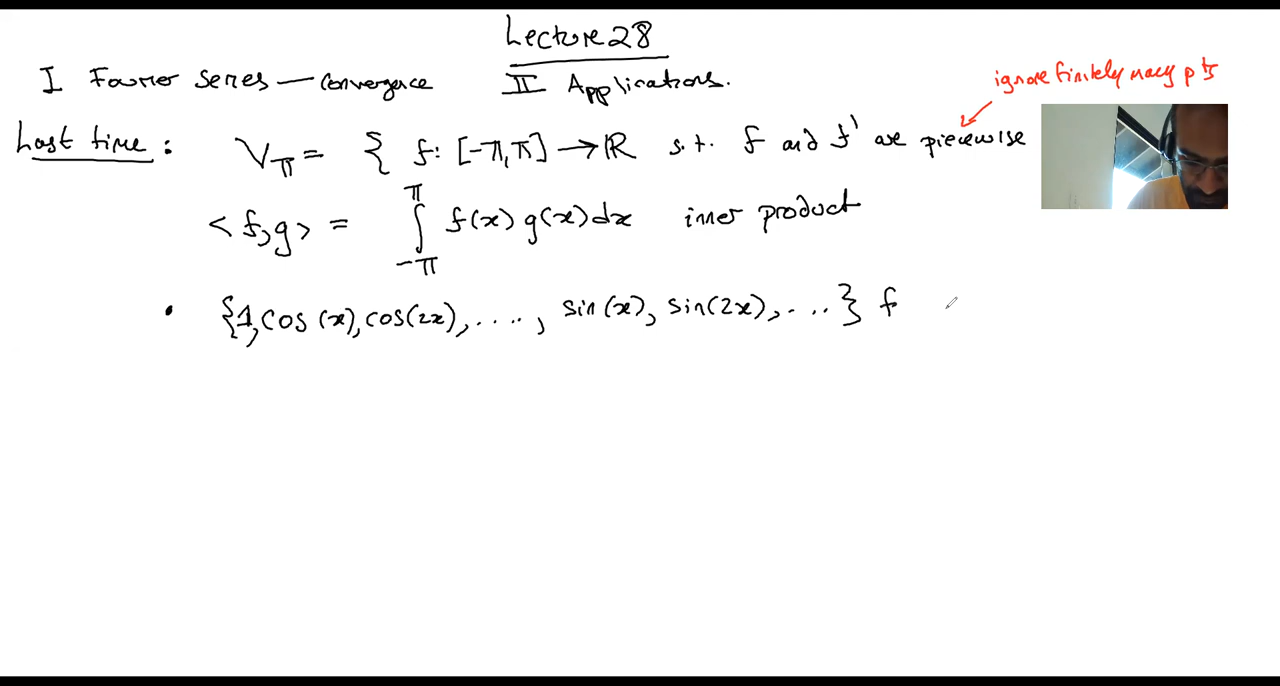 Lecture 28
I Fourier Series — Convergence II Applications.
ignore finitely many pts
Last time : V_π = { f: [-π,π] → ℝ s.t. f and f' are piecewise
<f,g> = ∫_{-π}^{π} f(x) g(x) dx inner product
• {1, cos(x), cos(2x), ...., sin(x), sin(2x), ...} f